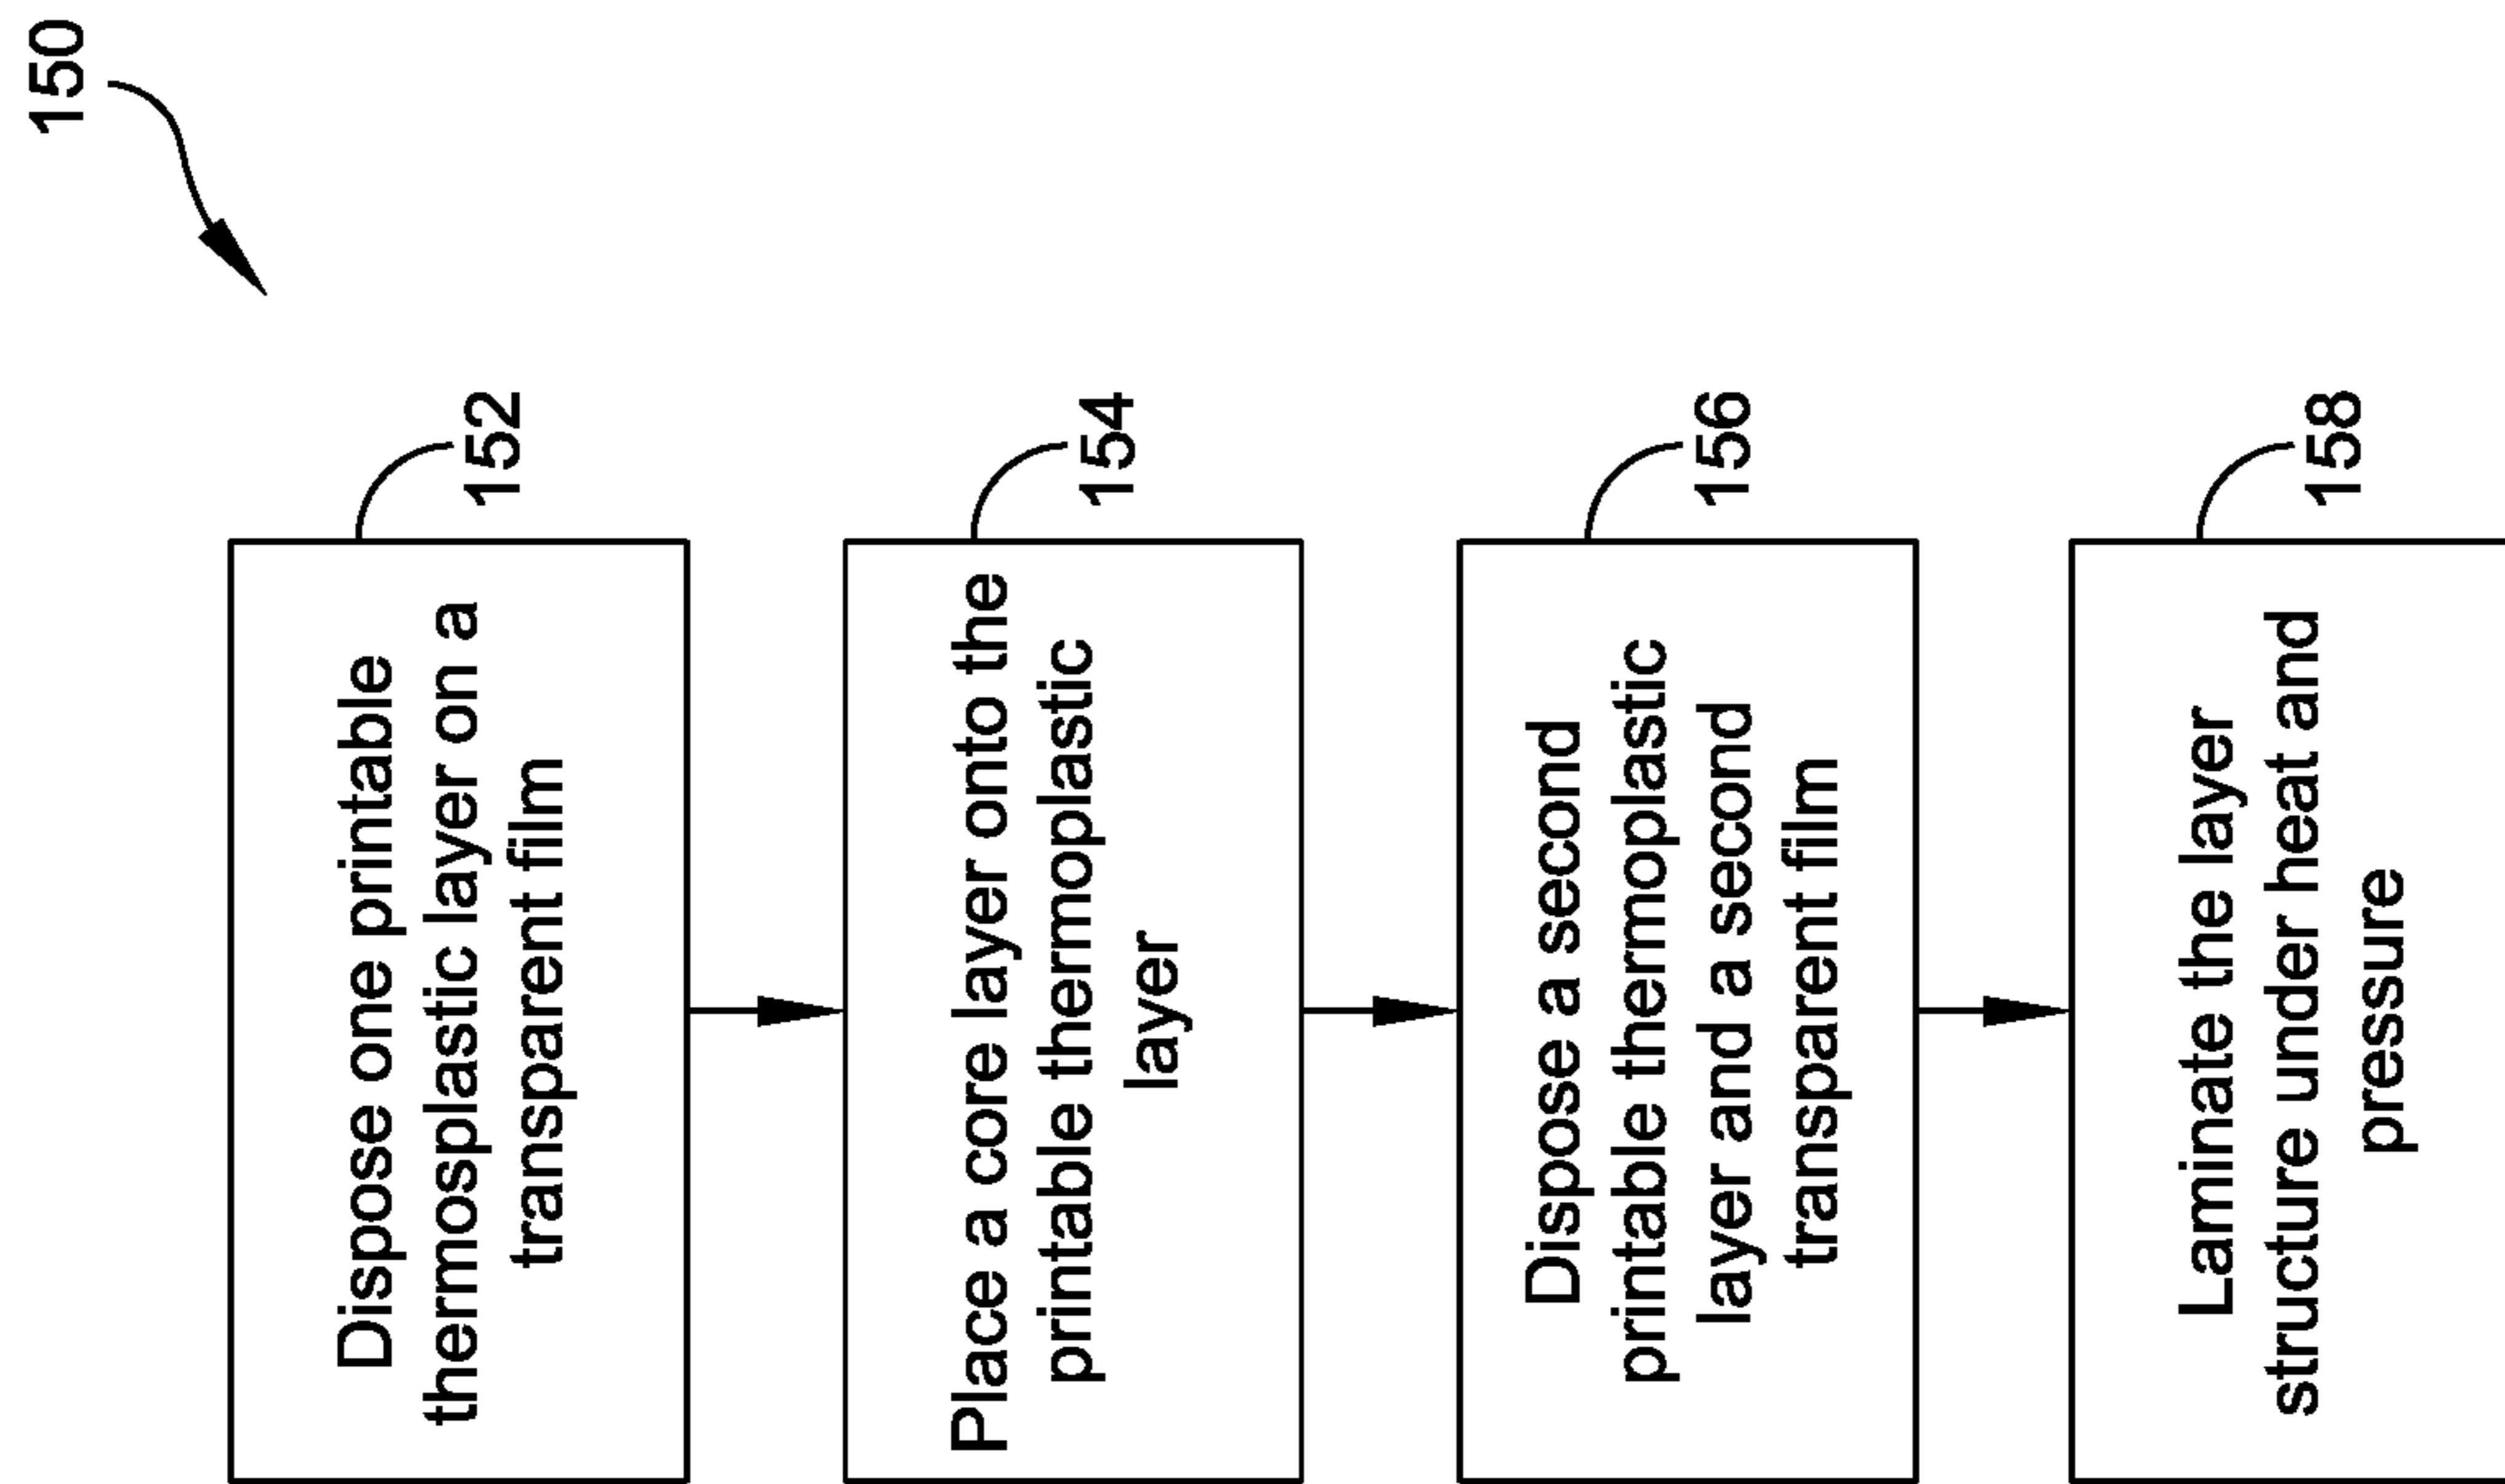 150
152
Dispose one printable
thermosplastic layer on a
transparent film
154
Place a core layer onto the
printable thermoplastic
layer
156
Dispose a second
printable thermoplastic
layer and a second
transparent film
158
Laminate the layer
structure under heat and
pressure